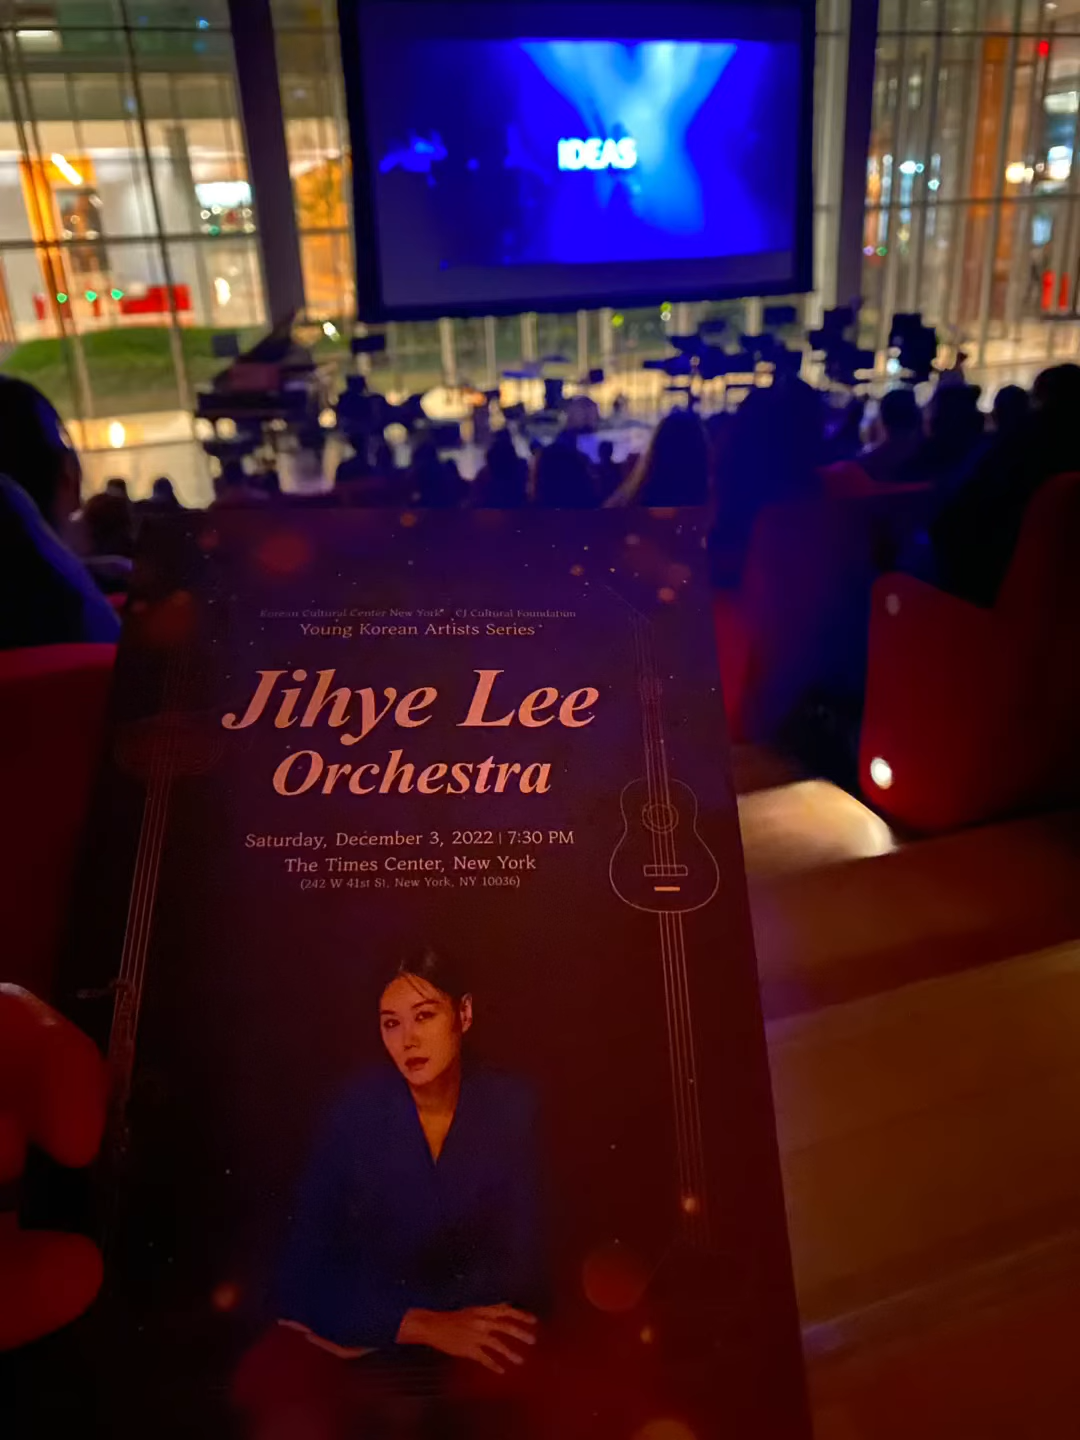 IDEAS
Korean Cultural Center New York · CJ Cultural Foundation
Young Korean Artists Series
Jihye Lee
Orchestra
Saturday, December 3, 2022 | 7:30 PM
The Times Center, New York
(242 W 41st St, New York, NY 10036)